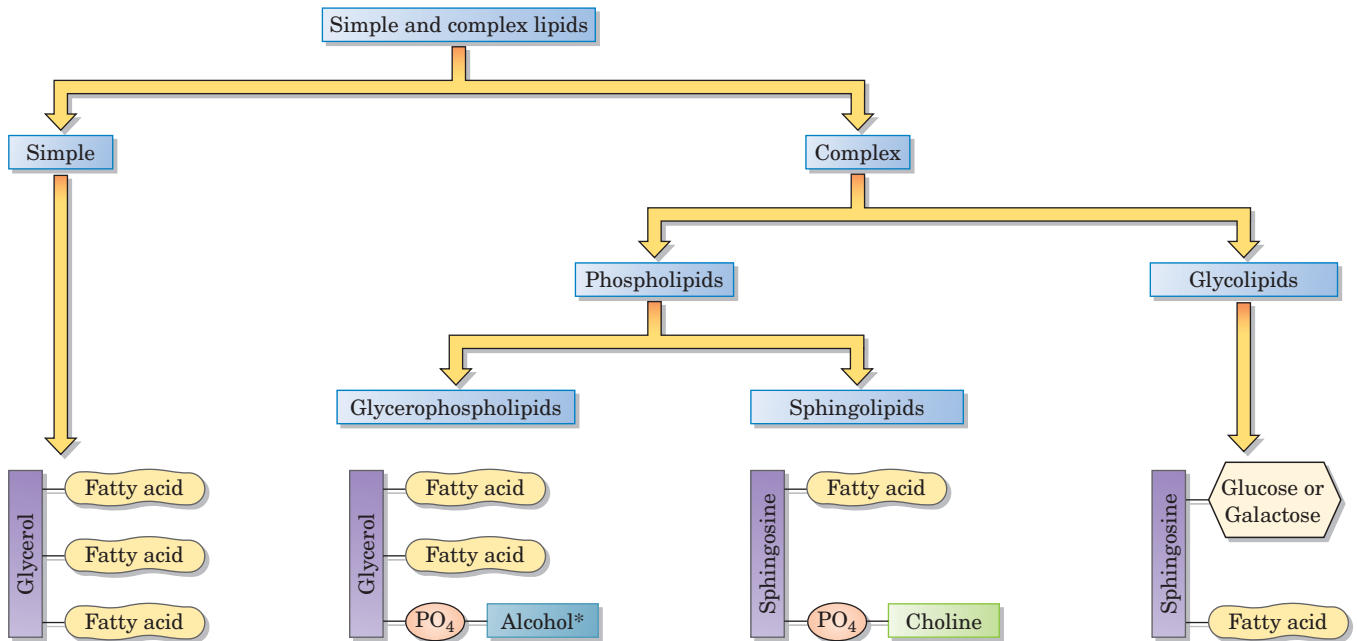 Simple and complex lipids
Simple
Complex
Phospholipids
Glycolipids
Glycerophospholipids
Sphingolipids
Glycerol
Fatty acid
Fatty acid
Fatty acid
Glycerol
Fatty acid
Fatty acid
PO₄
Alcohol*
Sphingosine
Fatty acid
PO₄
Choline
Sphingosine
Glucose or
Galactose
Fatty acid